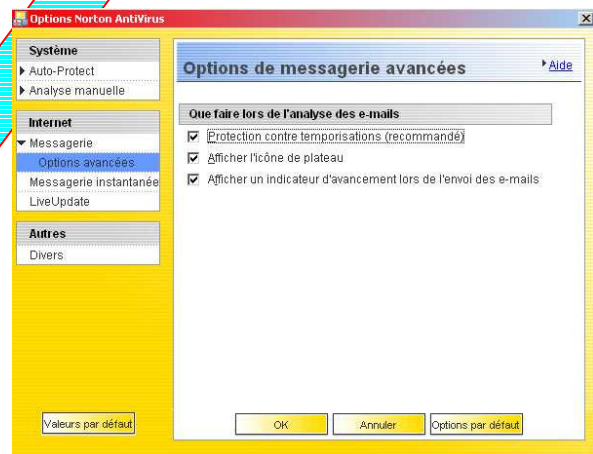 Options Norton AntiVirus
Système
Auto-Protect
Analyse manuelle
Internet
Messagerie
Options avancées
Messagerie instantanée
LiveUpdate
Autres
Divers
Valeurs par défaut
Options de messagerie avancées
Aide
Que faire lors de l'analyse des e-mails
Protection contre temporisations (recommandé)
Afficher l'icône de plateau
Afficher un indicateur d'avancement lors de l'envoi des e-mails
OK
Annuler
Options par défaut